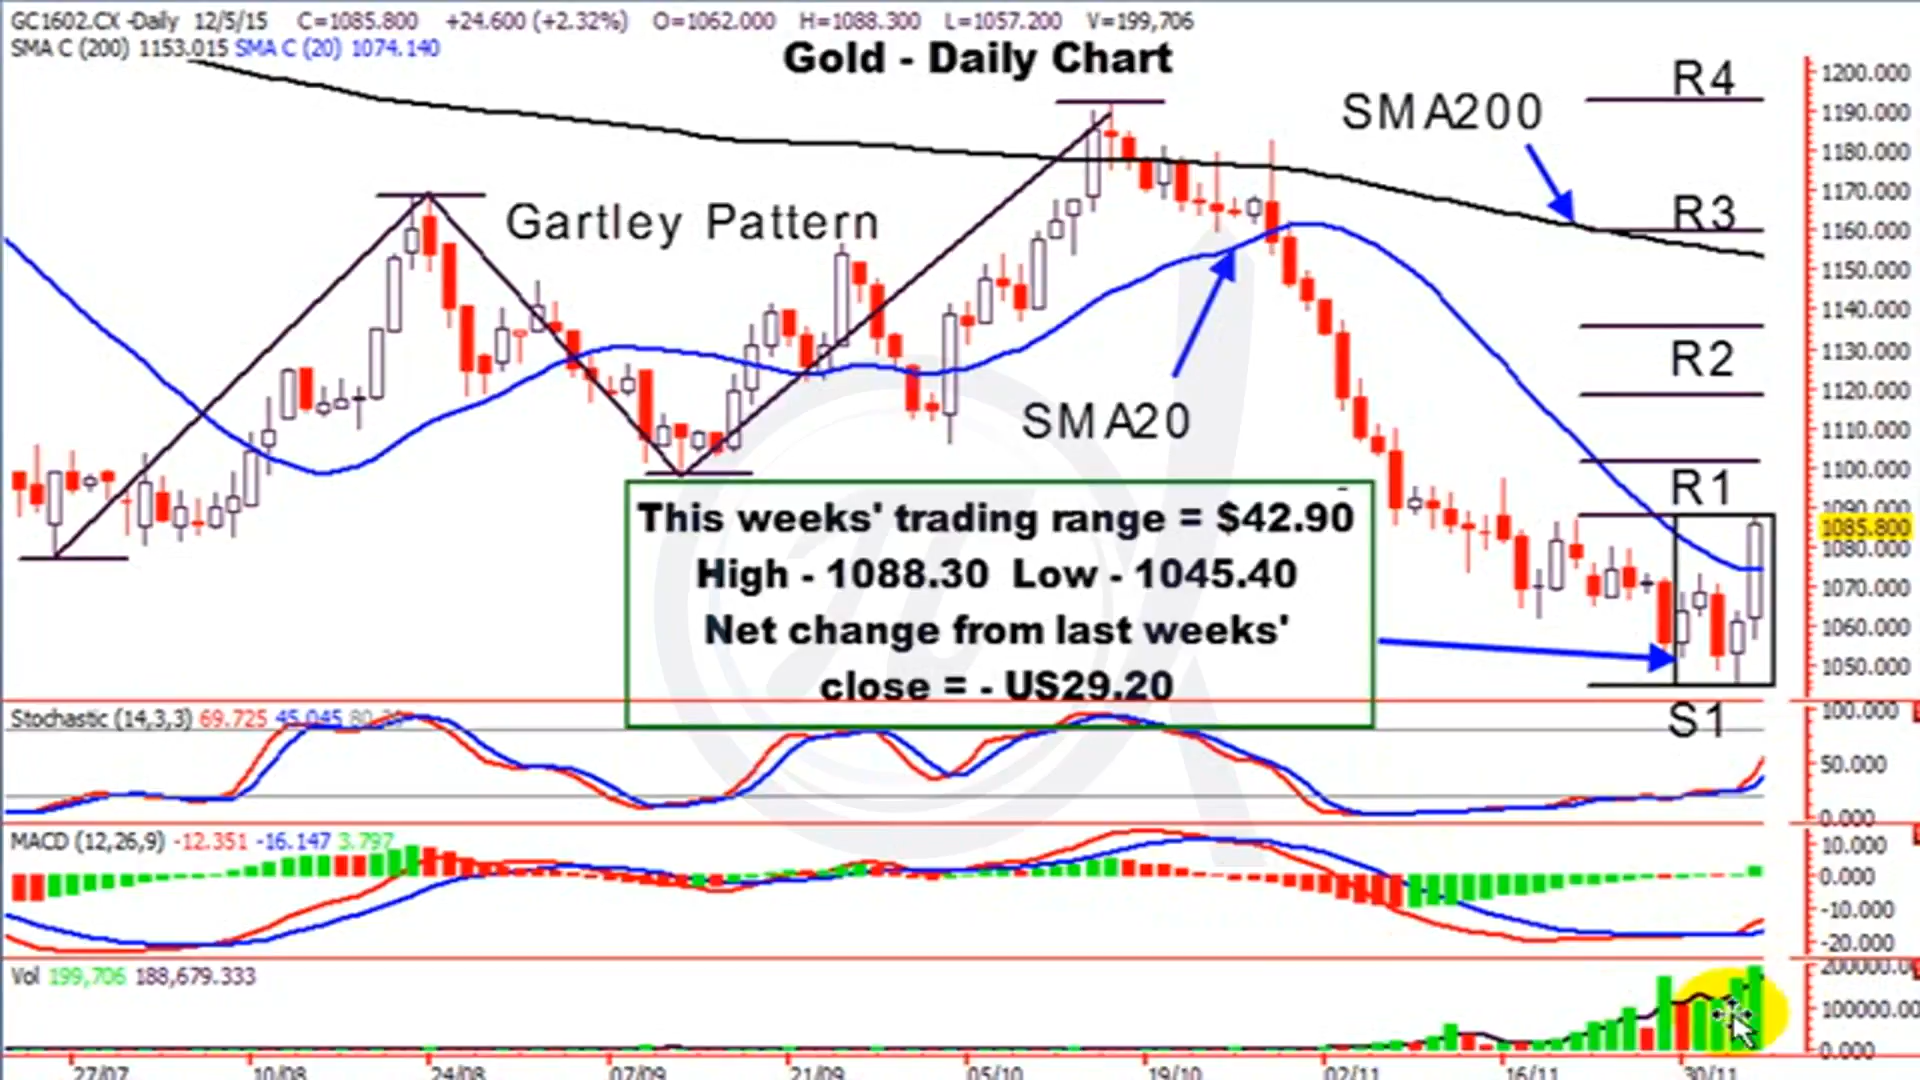 GC1602.CX -Daily 12/5/15 C=1085.800 +24.600 (+2.32%) O=1062.000 H=1088.300 L=1057.200 V=199,706
SMA C (200) 1153.015 SMA C (20) 1074.140
Gold - Daily Chart
R4
1200.000
SMA200
1190.000
1180.000
1170.000
R3
Gartley Pattern
1160.000
1150.000
1140.000
1130.000
R2
1120.000
SMA20
1110.000
1100.000
R1
1090.000
1085.800
1080.000
1070.000
1060.000
1050.000
This weeks' trading range = $42.90
High - 1088.30 Low - 1045.40
Net change from last weeks'
close = - US29.20
S1
Stochastic (14,3,3) 69.725 45.045
100.000
50.000
0.000
MACD (12,26,9) -12.351 -16.147 3.797
10.000
0.000
-10.000
-20.000
Vol 199,706 188,679.333
100000.00
0.000
27/07 10/08 24/08 07/09 21/09 05/10 19/10 02/11 16/11 30/11